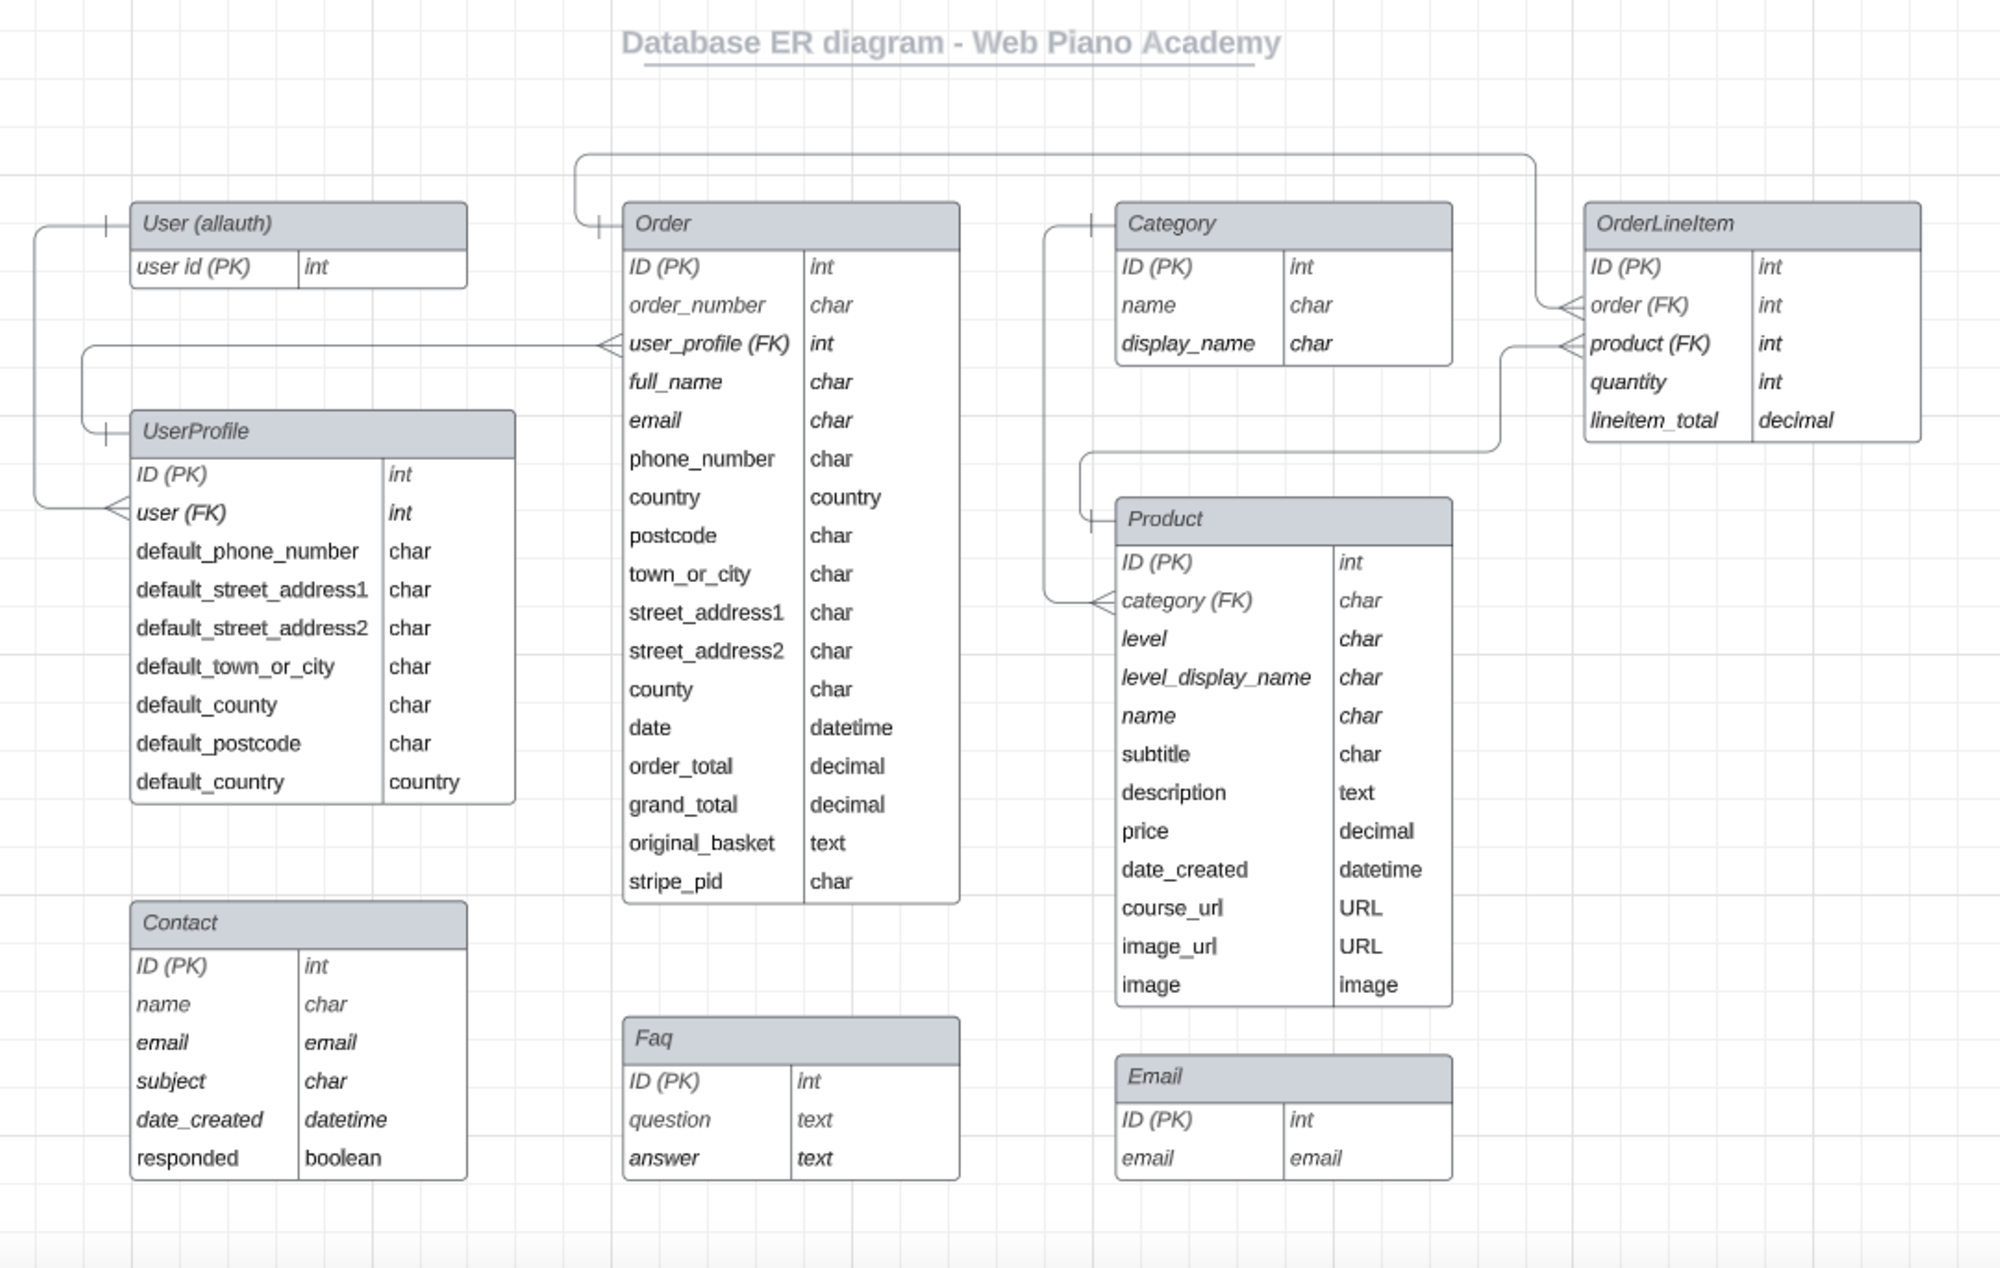 Database ER diagram - Web Piano Academy
User (allauth)
user id (PK) int
UserProfile
ID (PK) int
user (FK) int
default_phone_number char
default_street_address1 char
default_street_address2 char
default_town_or_city char
default_county char
default_postcode char
default_country country
Contact
ID (PK) int
name char
email email
subject char
date_created datetime
responded boolean
Order
ID (PK) int
order_number char
user_profile (FK) int
full_name char
email char
phone_number char
country country
postcode char
town_or_city char
street_address1 char
street_address2 char
county char
date datetime
order_total decimal
grand_total decimal
original_basket text
stripe_pid char
Faq
ID (PK) int
question text
answer text
Category
ID (PK) int
name char
display_name char
Product
ID (PK) int
category (FK) char
level char
level_display_name char
name char
subtitle char
description text
price decimal
date_created datetime
course_url URL
image_url URL
image image
Email
ID (PK) int
email email
OrderLineItem
ID (PK) int
order (FK) int
product (FK) int
quantity int
lineitem_total decimal